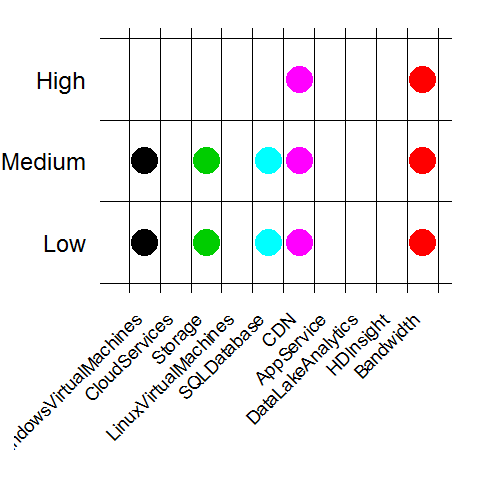 High
Medium
Low
ndowsVirtualMachines
CloudServices
Storage
LinuxVirtualMachines
SQLDatabase
CDN
AppService
DataLakeAnalytics
HDInsight
Bandwidth